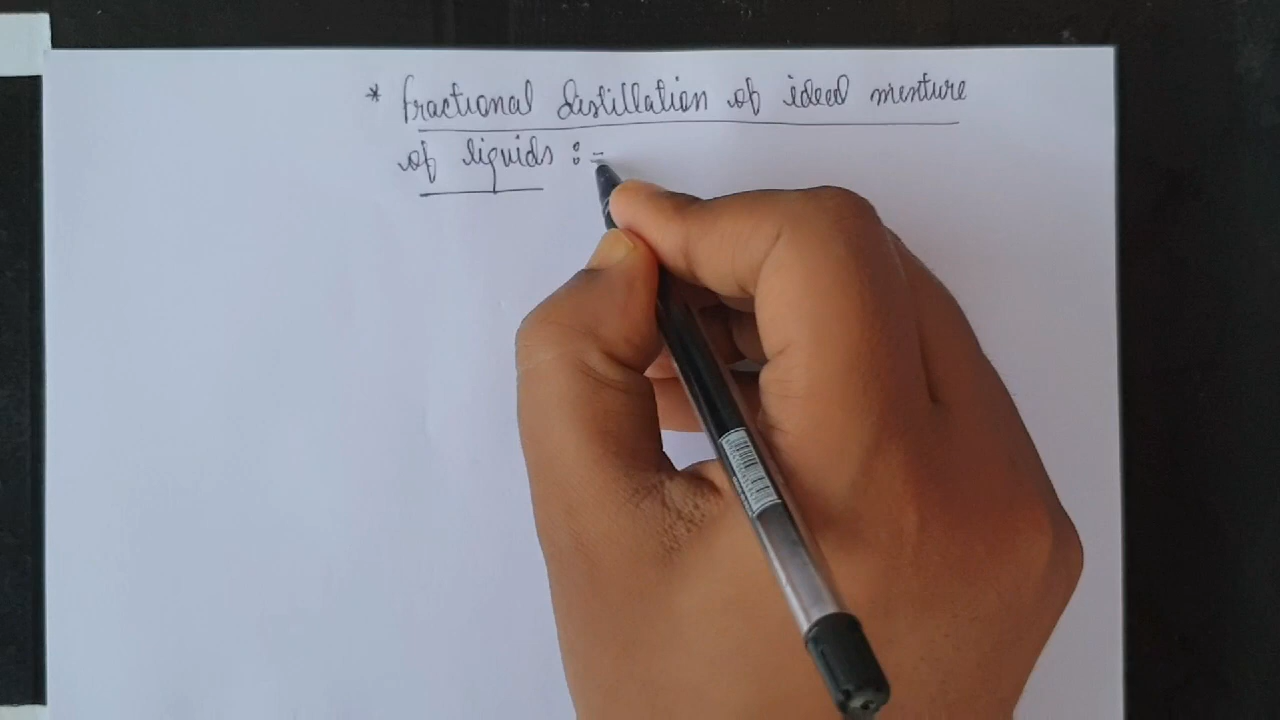 * fractional distillation of ideal mixture
of liquids :-